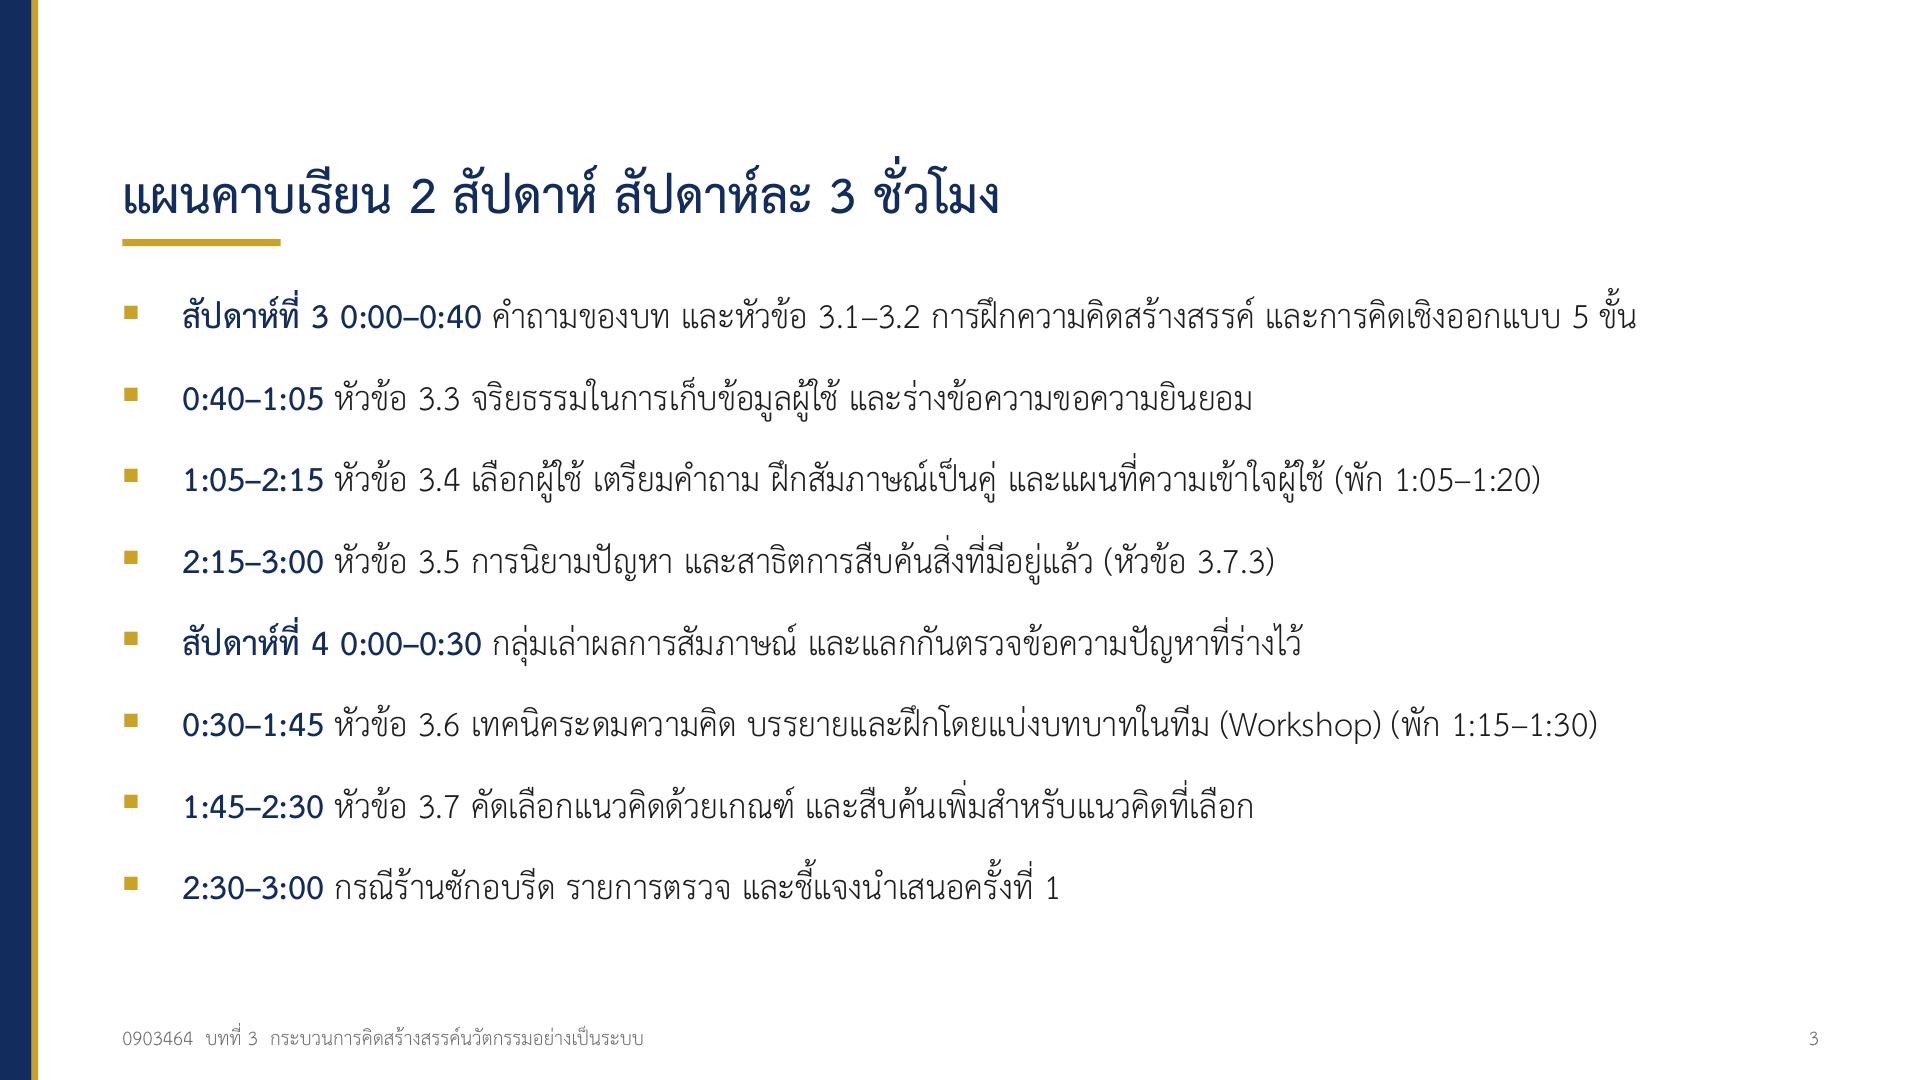 แผนคาบเรียน 2 สัปดาห์ สัปดาห์ละ 3 ชั่วโมง
▪ สัปดาห์ที่ 3 0:00–0:40 คำถามของบท และหัวข้อ 3.1–3.2 การฝึกความคิดสร้างสรรค์ และการคิดเชิงออกแบบ 5 ขั้น
▪ 0:40–1:05 หัวข้อ 3.3 จริยธรรมในการเก็บข้อมูลผู้ใช้ และร่างข้อความขอความยินยอม
▪ 1:05–2:15 หัวข้อ 3.4 เลือกผู้ใช้ เตรียมคำถาม ฝึกสัมภาษณ์เป็นคู่ และแผนที่ความเข้าใจผู้ใช้ (พัก 1:05–1:20)
▪ 2:15–3:00 หัวข้อ 3.5 การนิยามปัญหา และสาธิตการสืบค้นสิ่งที่มีอยู่แล้ว (หัวข้อ 3.7.3)
▪ สัปดาห์ที่ 4 0:00–0:30 กลุ่มเล่าผลการสัมภาษณ์ และแลกกันตรวจข้อความปัญหาที่ร่างไว้
▪ 0:30–1:45 หัวข้อ 3.6 เทคนิคระดมความคิด บรรยายและฝึกโดยแบ่งบทบาทในทีม (Workshop) (พัก 1:15–1:30)
▪ 1:45–2:30 หัวข้อ 3.7 คัดเลือกแนวคิดด้วยเกณฑ์ และสืบค้นเพิ่มสำหรับแนวคิดที่เลือก
▪ 2:30–3:00 กรณีร้านซักอบรีด รายการตรวจ และชี้แจงนำเสนอครั้งที่ 1
0903464 บทที่ 3 กระบวนการคิดสร้างสรรค์นวัตกรรมอย่างเป็นระบบ
3